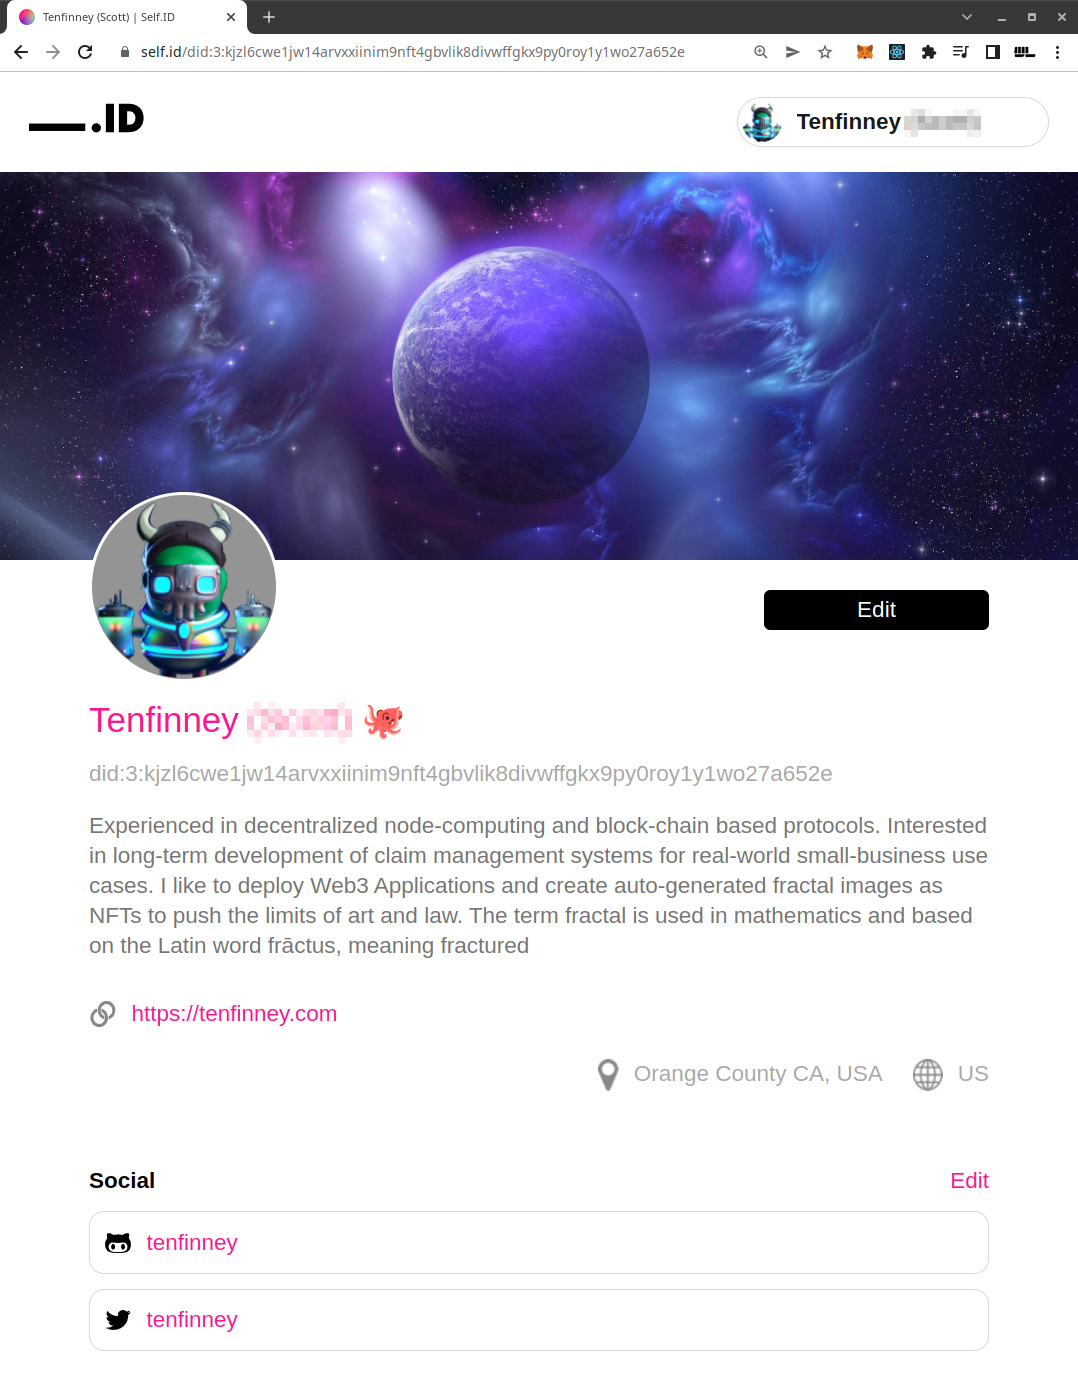 Tenfinney (Scott) | Self.ID
self.id/did:3:kjzl6cwe1jw14arvxxiinim9nft4gbvlik8divwffgkx9py0roy1y1wo27a652e
.ID
Tenfinney
Edit
Tenfinney
did:3:kjzl6cwe1jw14arvxxiinim9nft4gbvlik8divwffgkx9py0roy1y1wo27a652e
Experienced in decentralized node-computing and block-chain based protocols. Interested
in long-term development of claim management systems for real-world small-business use
cases. I like to deploy Web3 Applications and create auto-generated fractal images as
NFTs to push the limits of art and law. The term fractal is used in mathematics and based
on the Latin word frāctus, meaning fractured
https://tenfinney.com
Orange County CA, USA
US
Social
Edit
tenfinney
tenfinney